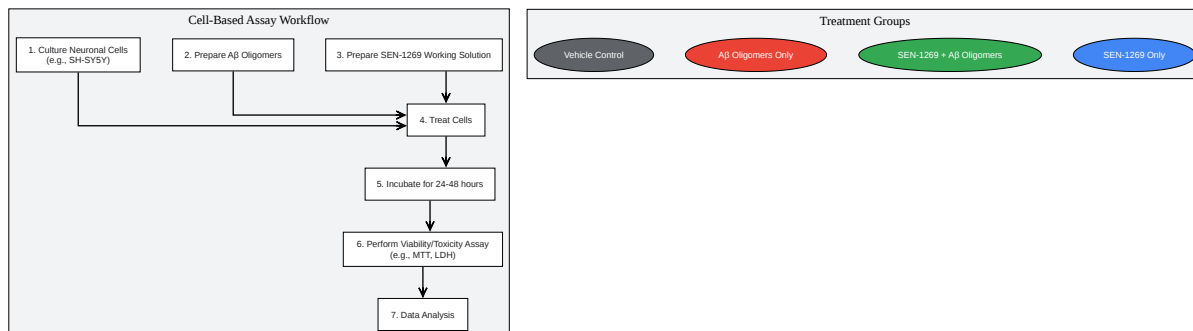 Cell-Based Assay Workflow
1. Culture Neuronal Cells
(e.g., SH-SY5Y)
2. Prepare Aβ Oligomers
3. Prepare SEN-1269 Working Solution
4. Treat Cells
5. Incubate for 24-48 hours
6. Perform Viability/Toxicity Assay
(e.g., MTT, LDH)
7. Data Analysis
Treatment Groups
Vehicle Control
Aβ Oligomers Only
SEN-1269 + Aβ Oligomers
SEN-1269 Only